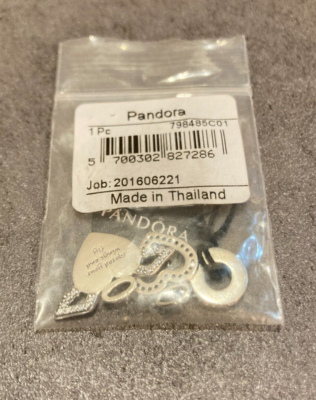 Pandora
1 Pc 798485C01
5 700302 827286
Job: 201606221
Made in Thailand
PANDORA